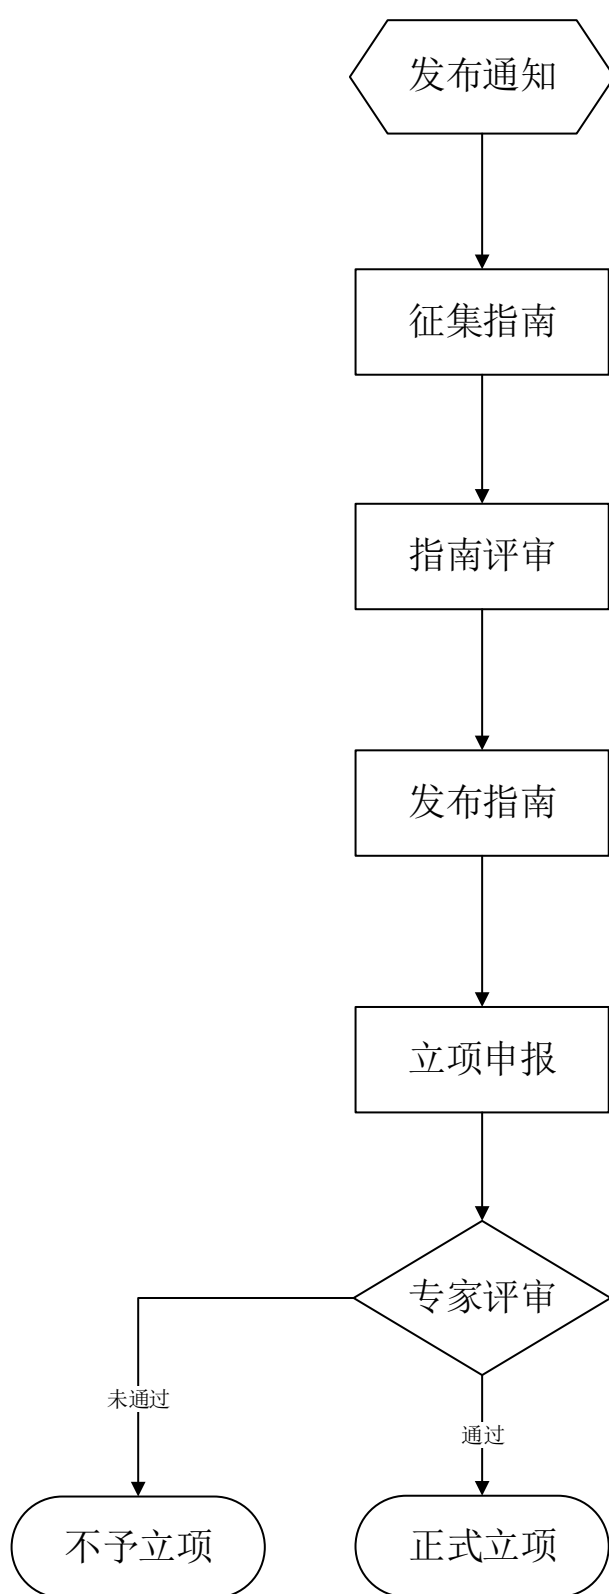 发布通知
征集指南
指南评审
发布指南
立项申报
专家评审
未通过
通过
不予立项
正式立项